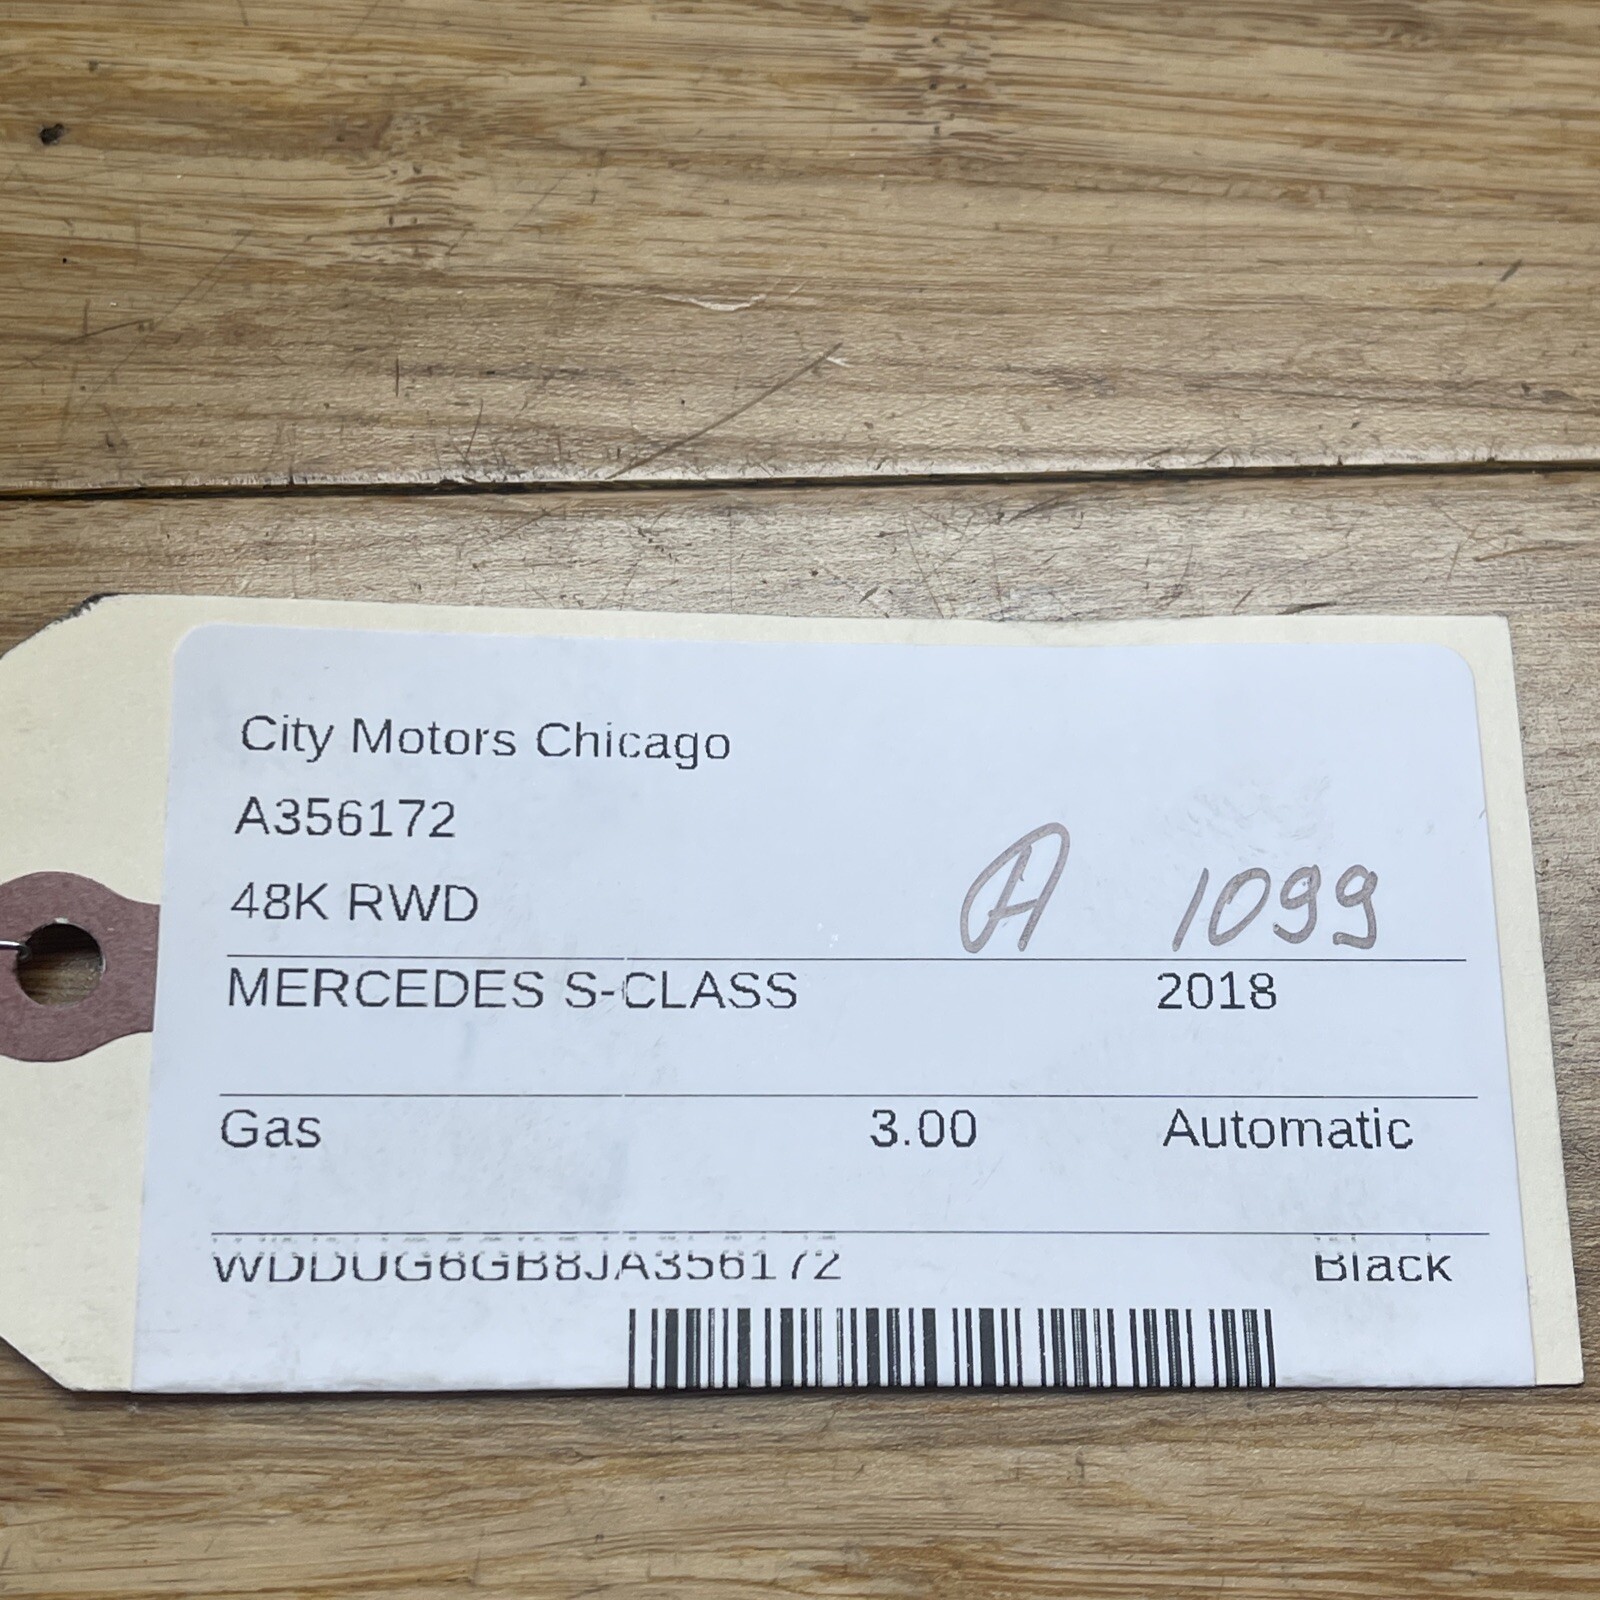 City Motors Chicago
A356172
48K RWD
A 1099
MERCEDES S-CLASS 2018
Gas 3.00 Automatic
WDDUG6GB8JA356172 Black